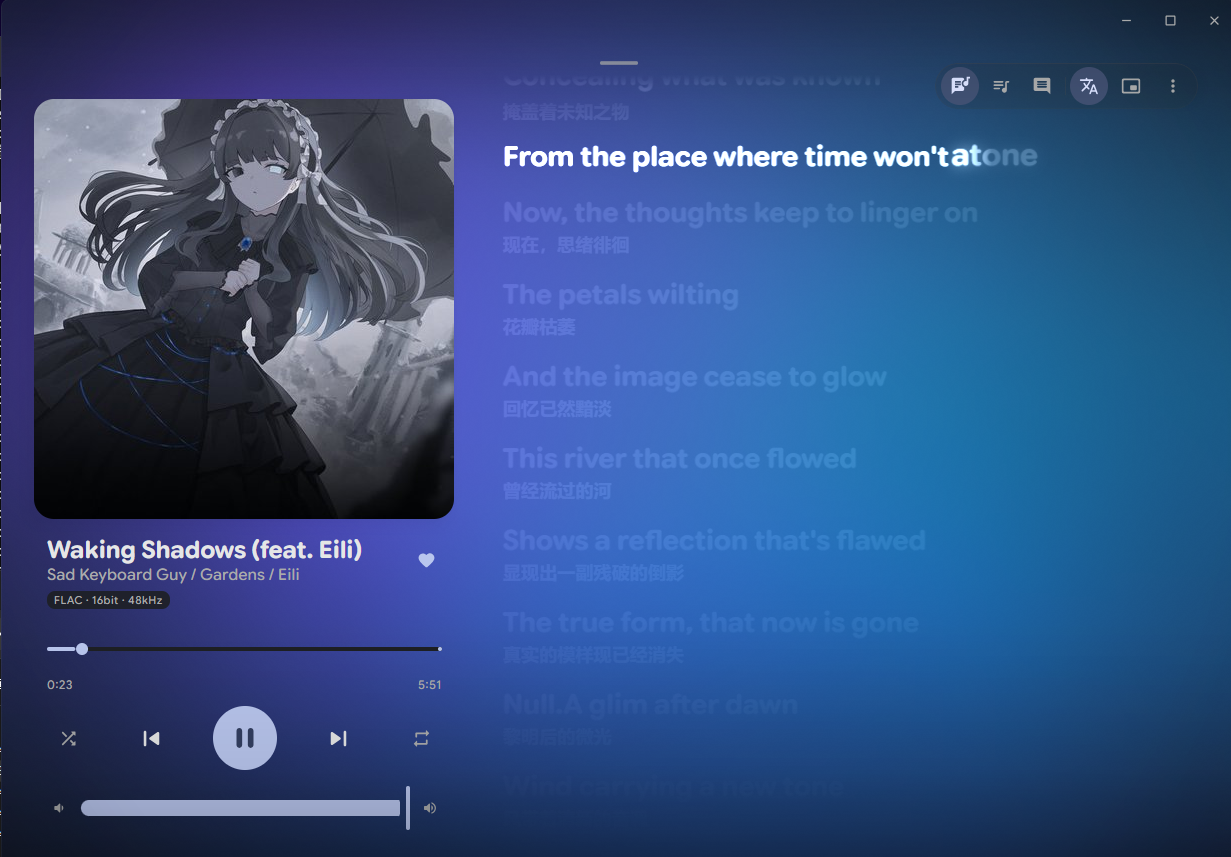 Concealing what was known
掩盖着未知之物
From the place where time won't atone
Now, the thoughts keep to linger on
现在，思绪徘徊
The petals wilting
花瓣枯萎
And the image cease to glow
回忆已然黯淡
This river that once flowed
曾经流过的河
Shows a reflection that's flawed
显现出一副残破的倒影
The true form, that now is gone
真实的模样现已经消失
Null.A glim after dawn
Wind carrying a new tone
Waking Shadows (feat. Eili)
Sad Keyboard Guy / Gardens / Eili
FLAC · 16bit · 48kHz
0:23
5:51